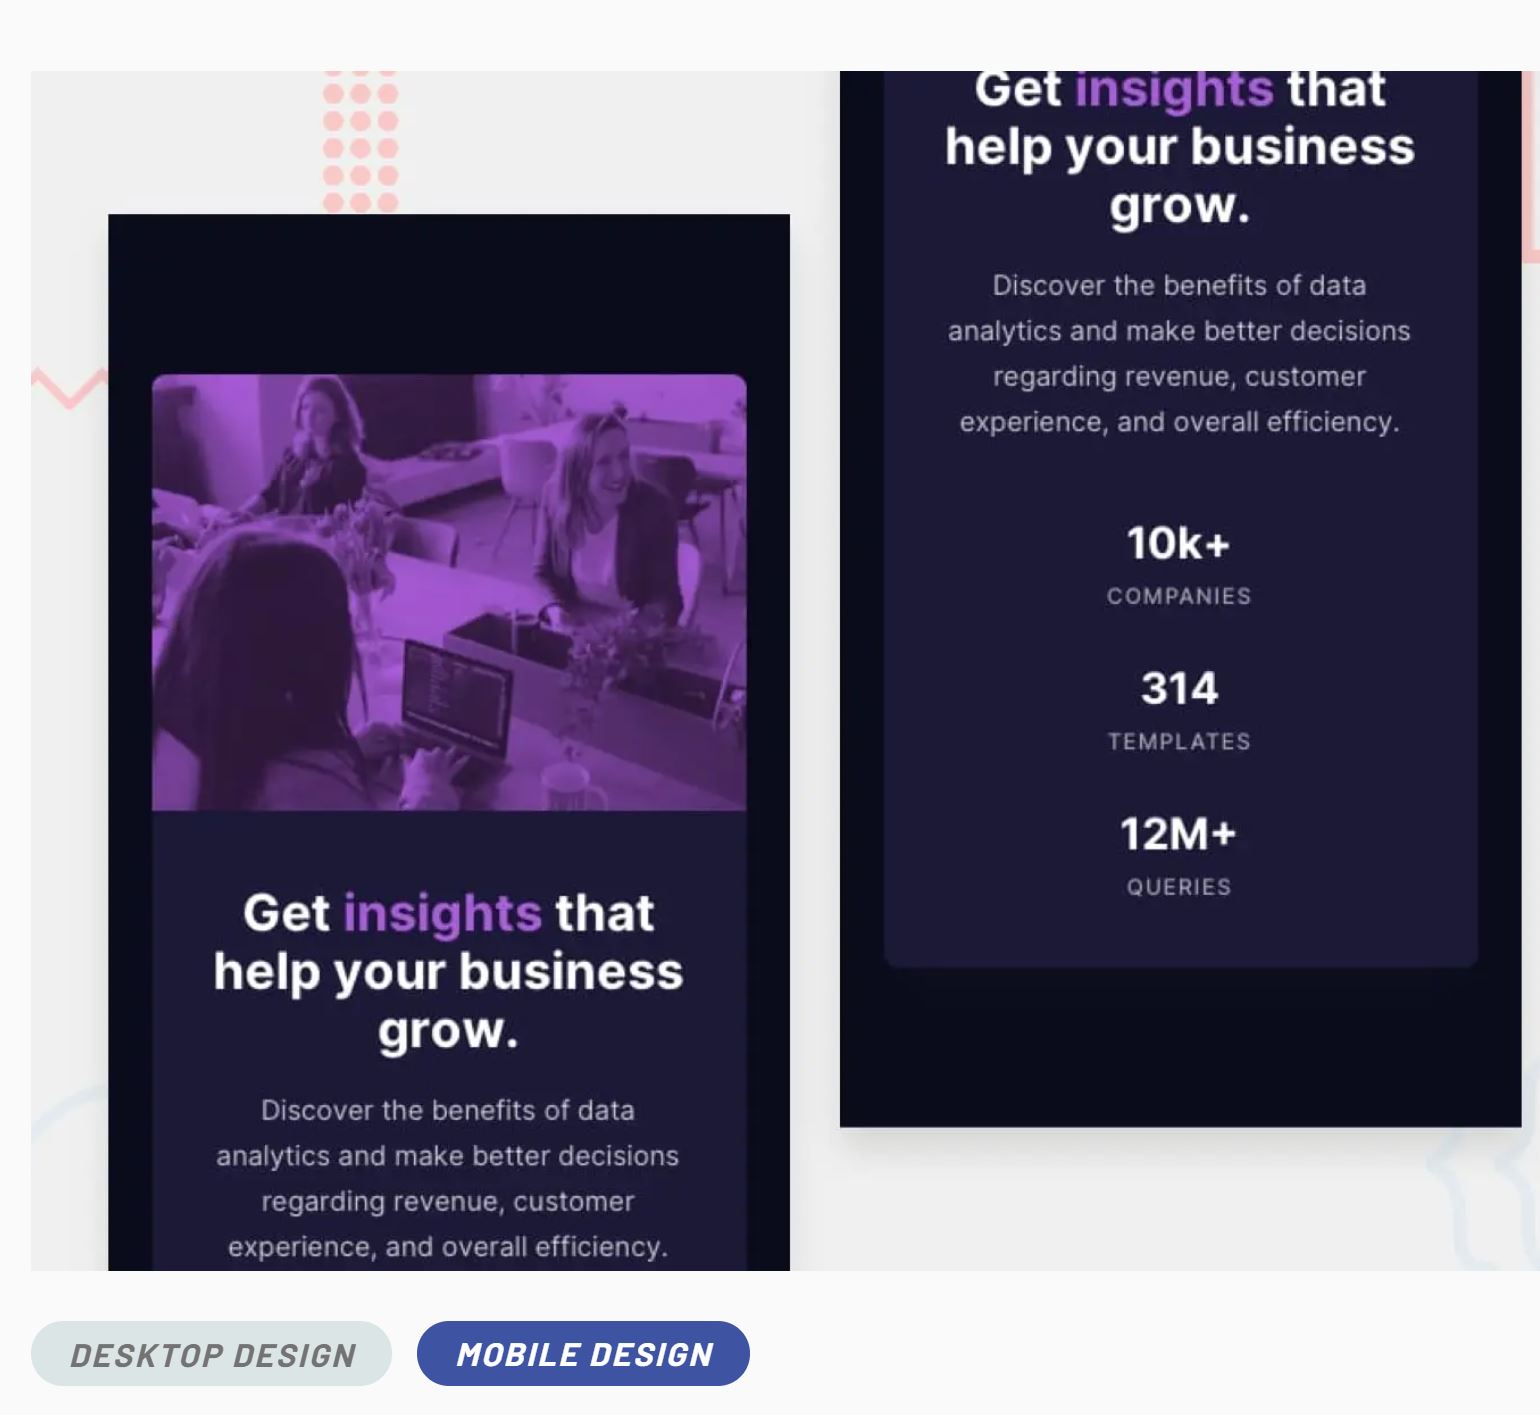 Get insights that
help your business
grow.
Discover the benefits of data
analytics and make better decisions
regarding revenue, customer
experience, and overall efficiency.
Get insights that
help your business
grow.
Discover the benefits of data
analytics and make better decisions
regarding revenue, customer
experience, and overall efficiency.
10k+
COMPANIES
314
TEMPLATES
12M+
QUERIES
DESKTOP DESIGN
MOBILE DESIGN